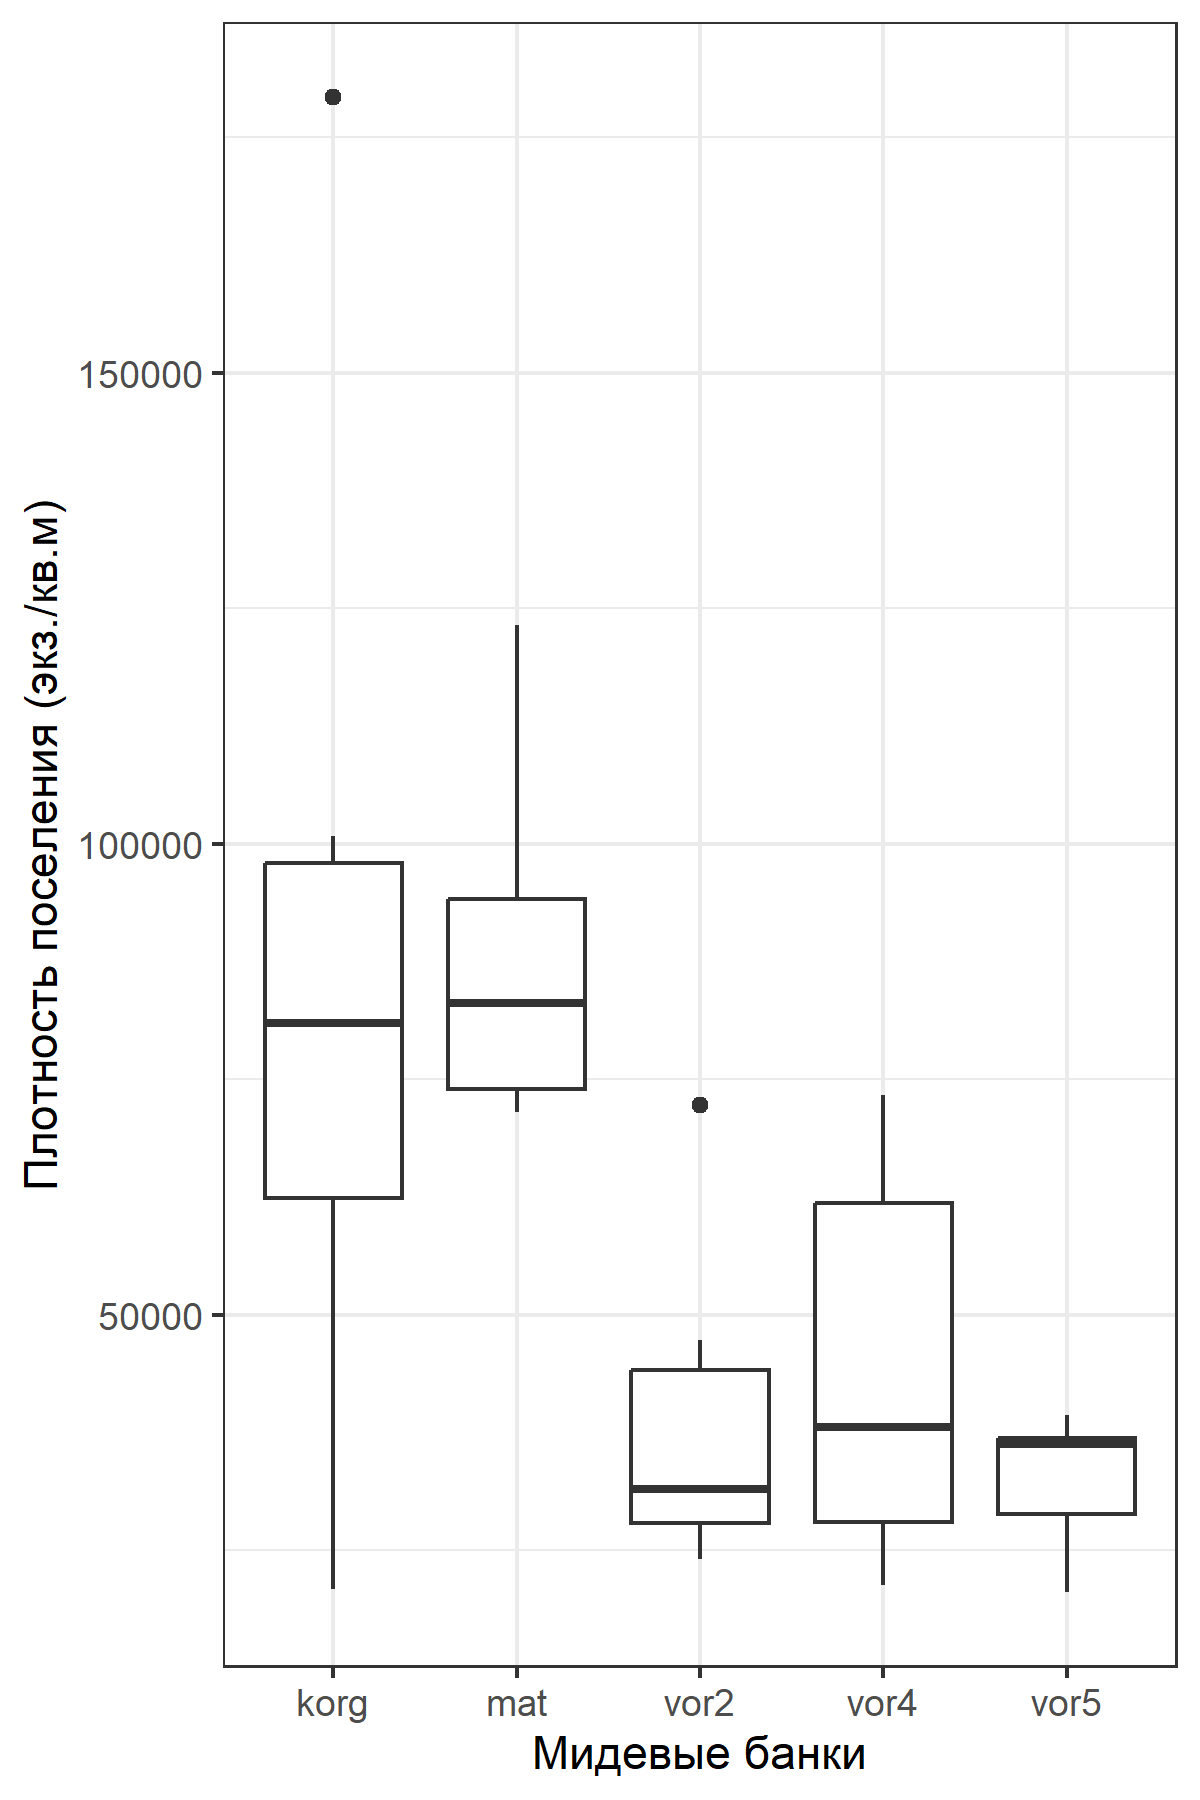 Плотность поселения (экз./кв.м)
150000
100000
50000
korg mat vor2 vor4 vor5
Мидевые банки